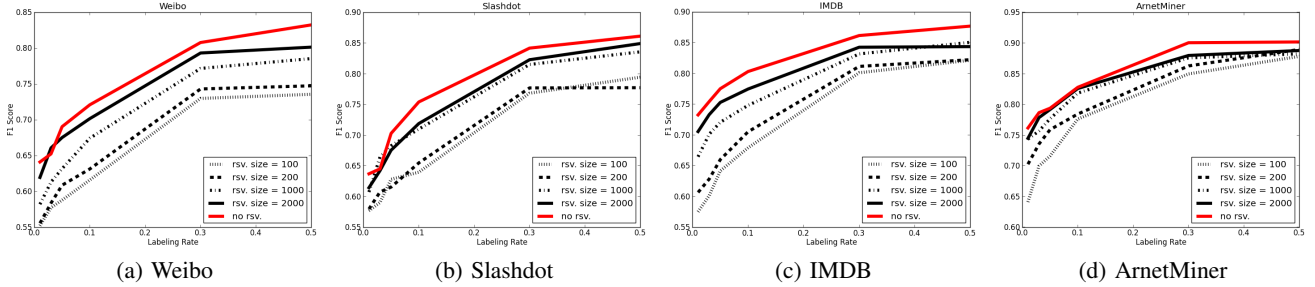 Weibo
0.85
0.80
0.75
0.70
0.65
0.60
0.55
F1 Score
0.0
0.1
0.2
0.3
0.4
0.5
Labeling Rate
rsv. size = 100
rsv. size = 200
rsv. size = 1000
rsv. size = 2000
no rsv.
(a) Weibo
Slashdot
0.90
0.85
0.80
0.75
0.70
0.65
0.60
0.55
F1 Score
0.0
0.1
0.2
0.3
0.4
0.5
Labeling Rate
rsv. size = 100
rsv. size = 200
rsv. size = 1000
rsv. size = 2000
no rsv.
(b) Slashdot
IMDB
0.90
0.85
0.80
0.75
0.70
0.65
0.60
0.55
F1 Score
0.0
0.1
0.2
0.3
0.4
0.5
Labeling Rate
rsv. size = 100
rsv. size = 200
rsv. size = 1000
rsv. size = 2000
no rsv.
(c) IMDB
ArnetMiner
0.95
0.90
0.85
0.80
0.75
0.70
0.65
0.60
F1 Score
0.0
0.1
0.2
0.3
0.4
0.5
Labeling Rate
rsv. size = 100
rsv. size = 200
rsv. size = 1000
rsv. size = 2000
no rsv.
(d) ArnetMiner